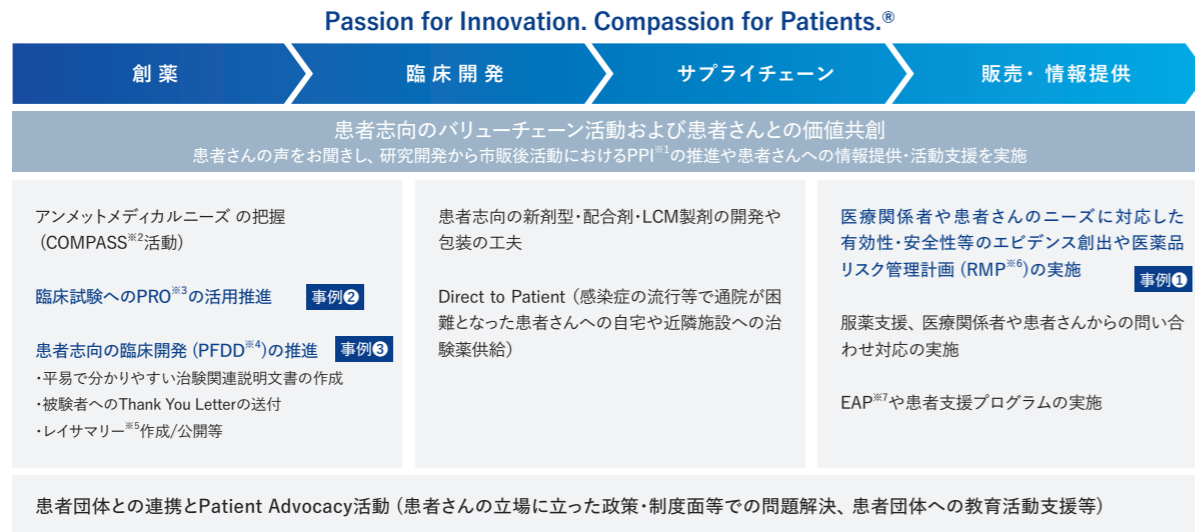 Passion for Innovation. Compassion for Patients.®
創薬
臨床開発
サプライチェーン
販売・情報提供
患者志向のバリューチェーン活動および患者さんとの価値共創
患者さんの声をお聞きし、研究開発から市販後活動におけるPPI※1の推進や患者さんへの情報提供・活動支援を実施
アンメットメディカルニーズ の把握
（COMPASS※2活動）
臨床試験へのPRO※3の活用推進 事例❷
患者志向の臨床開発 (PFDD※4)の推進 事例❸
・平易で分かりやすい治験関連説明文書の作成
・被験者へのThank You Letterの送付
・レイサマリー※5作成/公開等
患者志向の新剤型・配合剤・LCM製剤の開発や
包装の工夫
Direct to Patient（感染症の流行等で通院が困
難となった患者さんへの自宅や近隣施設への治
験薬供給）
医療関係者や患者さんのニーズに対応した
有効性・安全性等のエビデンス創出や医薬品
リスク管理計画 (RMP※6)の実施
事例❶
服薬支援、医療関係者や患者さんからの問い合
わせ対応の実施
EAP※7や患者支援プログラムの実施
患者団体との連携とPatient Advocacy活動（患者さんの立場に立った政策・制度面等での問題解決、患者団体への教育活動支援等）